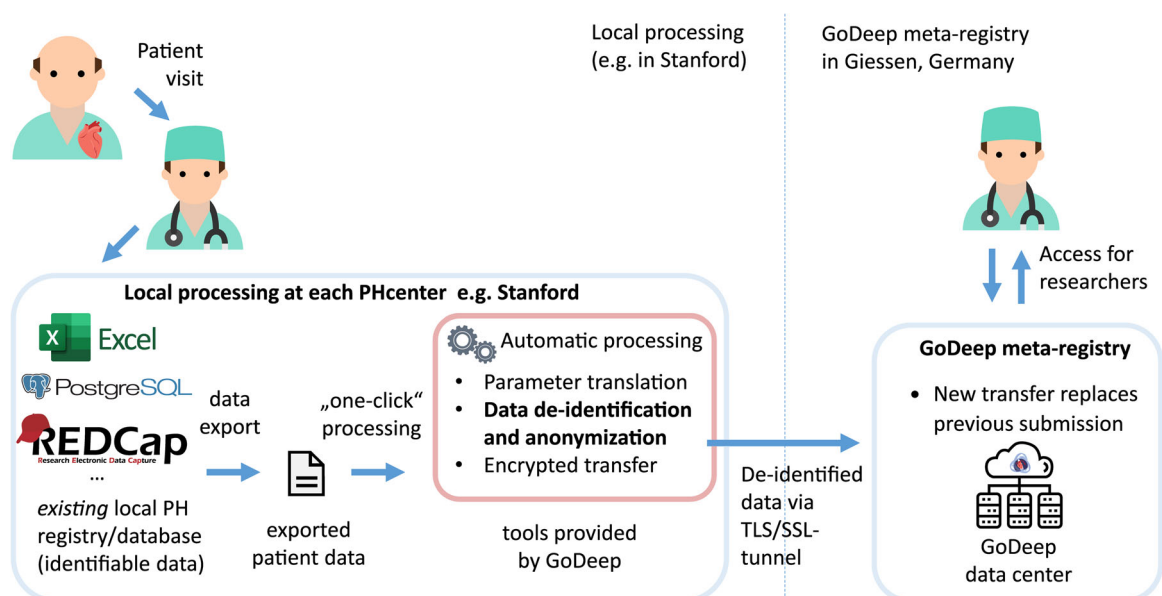 Patient
visit
Local processing
(e.g. in Stanford)
GoDeep meta-registry
in Giessen, Germany
Access for
researchers
Local processing at each PHcenter e.g. Stanford
X Excel
PostgreSQL
REDCap
Research Electronic Data Capture
...
existing local PH
registry/database
(identifiable data)
data
export
exported
patient data
„one-click“
processing
Automatic processing
• Parameter translation
• Data de-identification
and anonymization
• Encrypted transfer
tools provided
by GoDeep
De-identified
data via
TLS/SSL-
tunnel
GoDeep meta-registry
• New transfer replaces
previous submission
GoDeep
data center